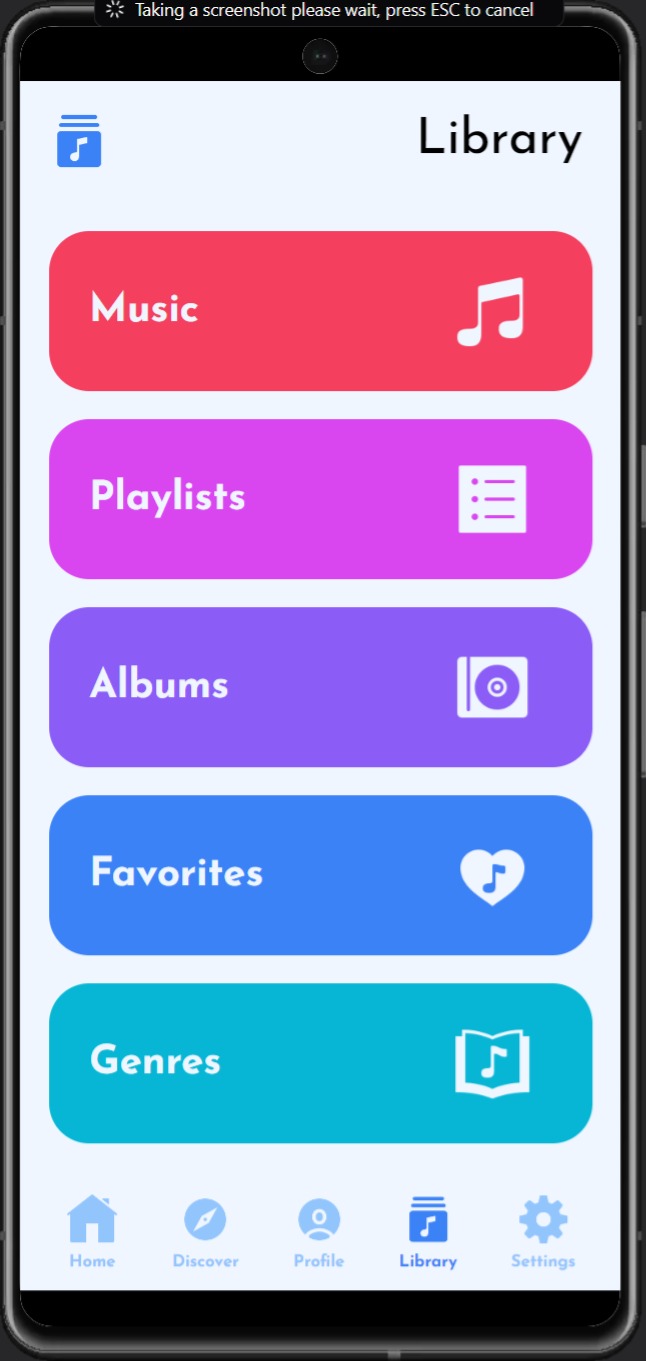 Taking a screenshot please wait, press ESC to cancel
Library
Music
Playlists
Albums
Favorites
Genres
Home
Discover
Profile
Library
Settings